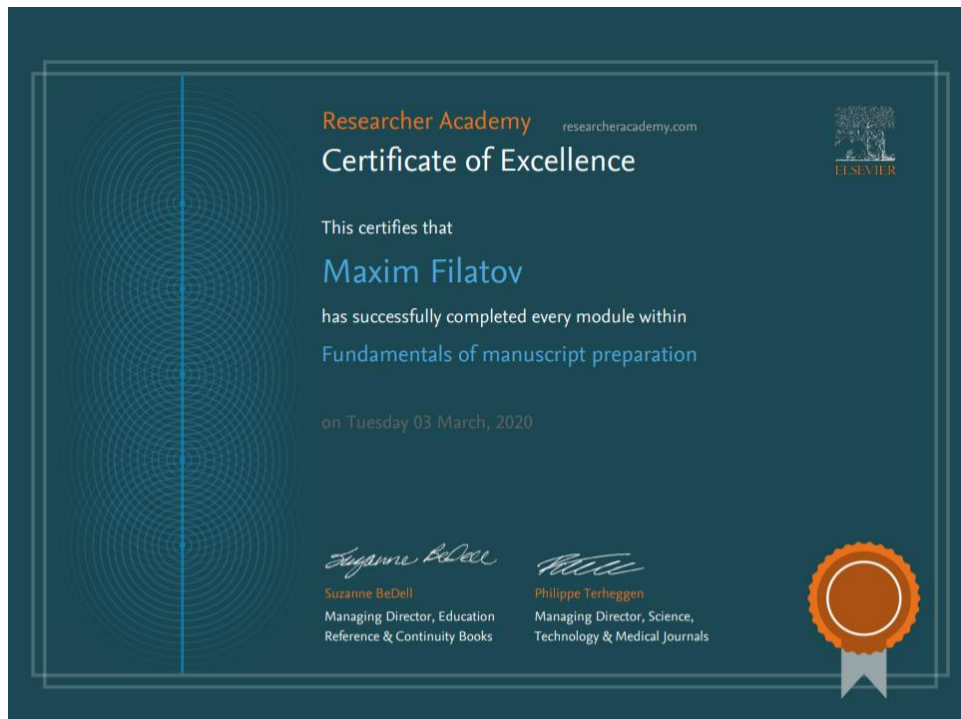 Researcher Academy researcheracademy.com
Certificate of Excellence
ELSEVIER
This certifies that
Maxim Filatov
has successfully completed every module within
Fundamentals of manuscript preparation
on Tuesday 03 March, 2020
Suzanne BeDell
Suzanne BeDell Philippe Terheggen
Managing Director, Education Managing Director, Science,
Reference & Continuity Books Technology & Medical Journals